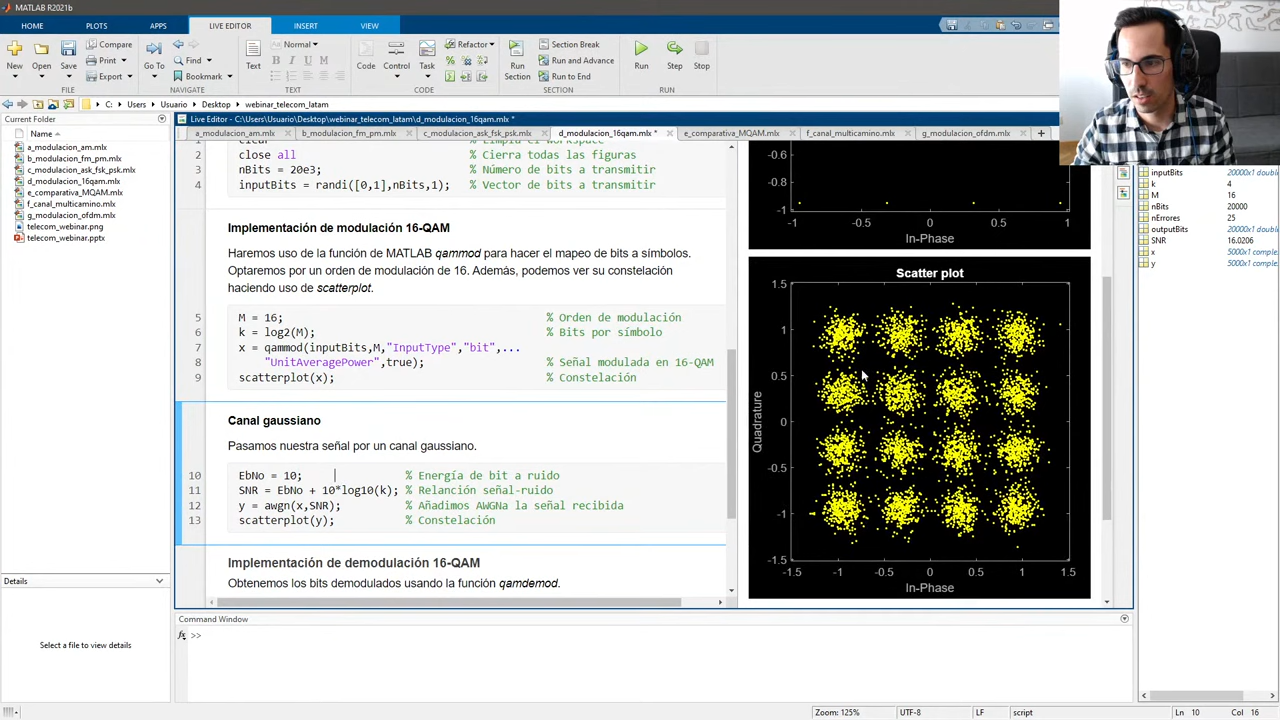 MATLAB R2021b
HOME PLOTS APPS LIVE EDITOR INSERT VIEW
New Open Save Compare Print Export Go To Find Bookmark Text Normal B I U M Code Control Task Refactor Run Section Section Break Run and Advance Run to End Run Step Stop
FILE NAVIGATE TEXT CODE SECTION RUN
C: Users Usuario Desktop webinar_telecom_latam
Current Folder
Name
a_modulacion_am.mlx
b_modulacion_fm_pm.mlx
c_modulacion_ask_fsk_psk.mlx
d_modulacion_16qam.mlx
e_comparativa_MQAM.mlx
f_canal_multicamino.mlx
g_modulacion_ofdm.mlx
telecom_webinar.png
telecom_webinar.pptx
Details
Select a file to view details
Live Editor - C:\Users\Usuario\Desktop\webinar_telecom_latam\d_modulacion_16qam.mlx *
a_modulacion_am.mlx b_modulacion_fm_pm.mlx c_modulacion_ask_fsk_psk.mlx d_modulacion_16qam.mlx * e_comparativa_MQAM.mlx f_canal_multicamino.mlx g_modulacion_ofdm.mlx
2 close all % Cierra todas las figuras
3 nBits = 20e3; % Número de bits a transmitir
4 inputBits = randi([0,1],nBits,1); % Vector de bits a transmitir
Implementación de modulación 16-QAM
Haremos uso de la función de MATLAB qammod para hacer el mapeo de bits a símbolos.
Optaremos por un orden de modulación de 16. Además, podemos ver su constelación
haciendo uso de scatterplot.
5 M = 16; % Orden de modulación
6 k = log2(M); % Bits por símbolo
7 x = qammod(inputBits,M,"InputType","bit",...
8 "UnitAveragePower",true); % Señal modulada en 16-QAM
9 scatterplot(x); % Constelación
Canal gaussiano
Pasamos nuestra señal por un canal gaussiano.
10 EbNo = 10; % Energía de bit a ruido
11 SNR = EbNo + 10*log10(k); % Relanción señal-ruido
12 y = awgn(x,SNR); % Añadimos AWGNa la señal recibida
13 scatterplot(y); % Constelación
Implementación de demodulación 16-QAM
Obtenemos los bits demodulados usando la función qamdemod.
-0.6
-0.8
-1
-1 -0.5 0 0.5 1
In-Phase
Scatter plot
1.5
1
0.5
0
-0.5
-1
-1.5
Quadrature
-1.5 -1 -0.5 0 0.5 1 1.5
In-Phase
inputBits 20000x1 double
k 4
M 16
nBits 20000
nErrores 25
outputBits 20000x1 double
SNR 16.0206
x 5000x1 comple
y 5000x1 comple
Command Window
fx >>
Zoom: 125% UTF-8 LF script Ln 10 Col 16